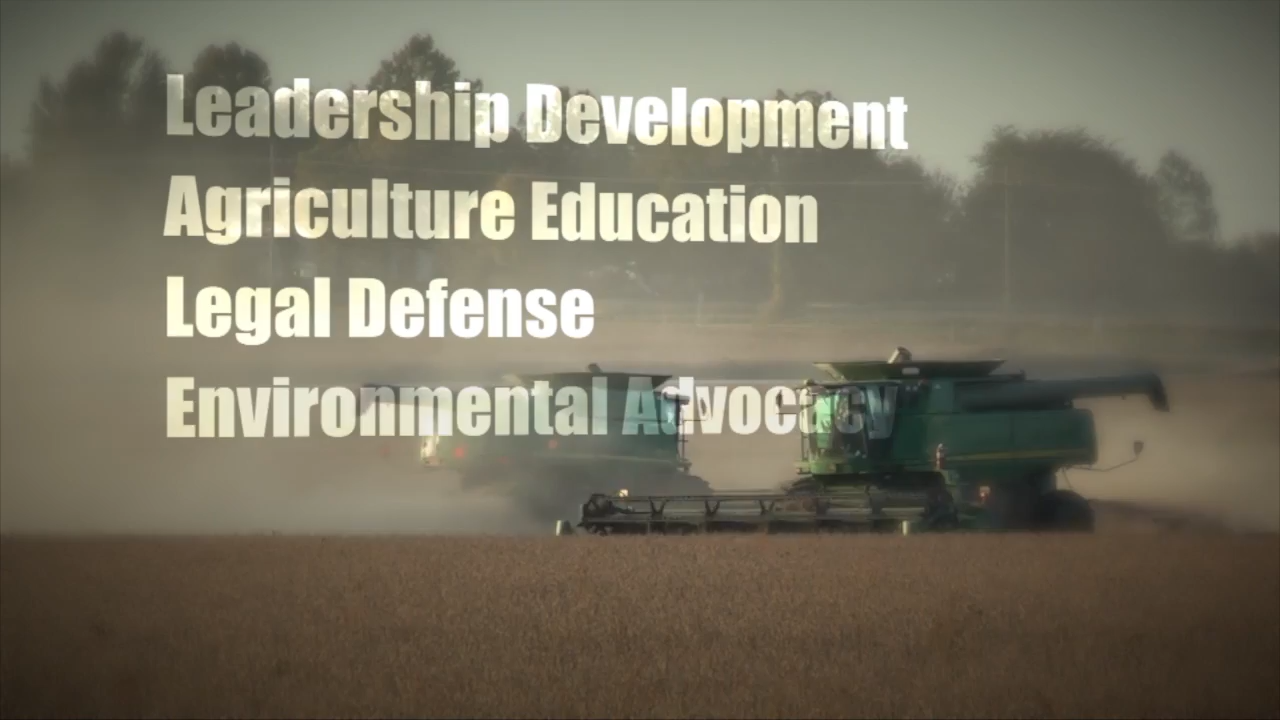 Leadership Development
Agriculture Education
Legal Defense
Environmental Advocacy